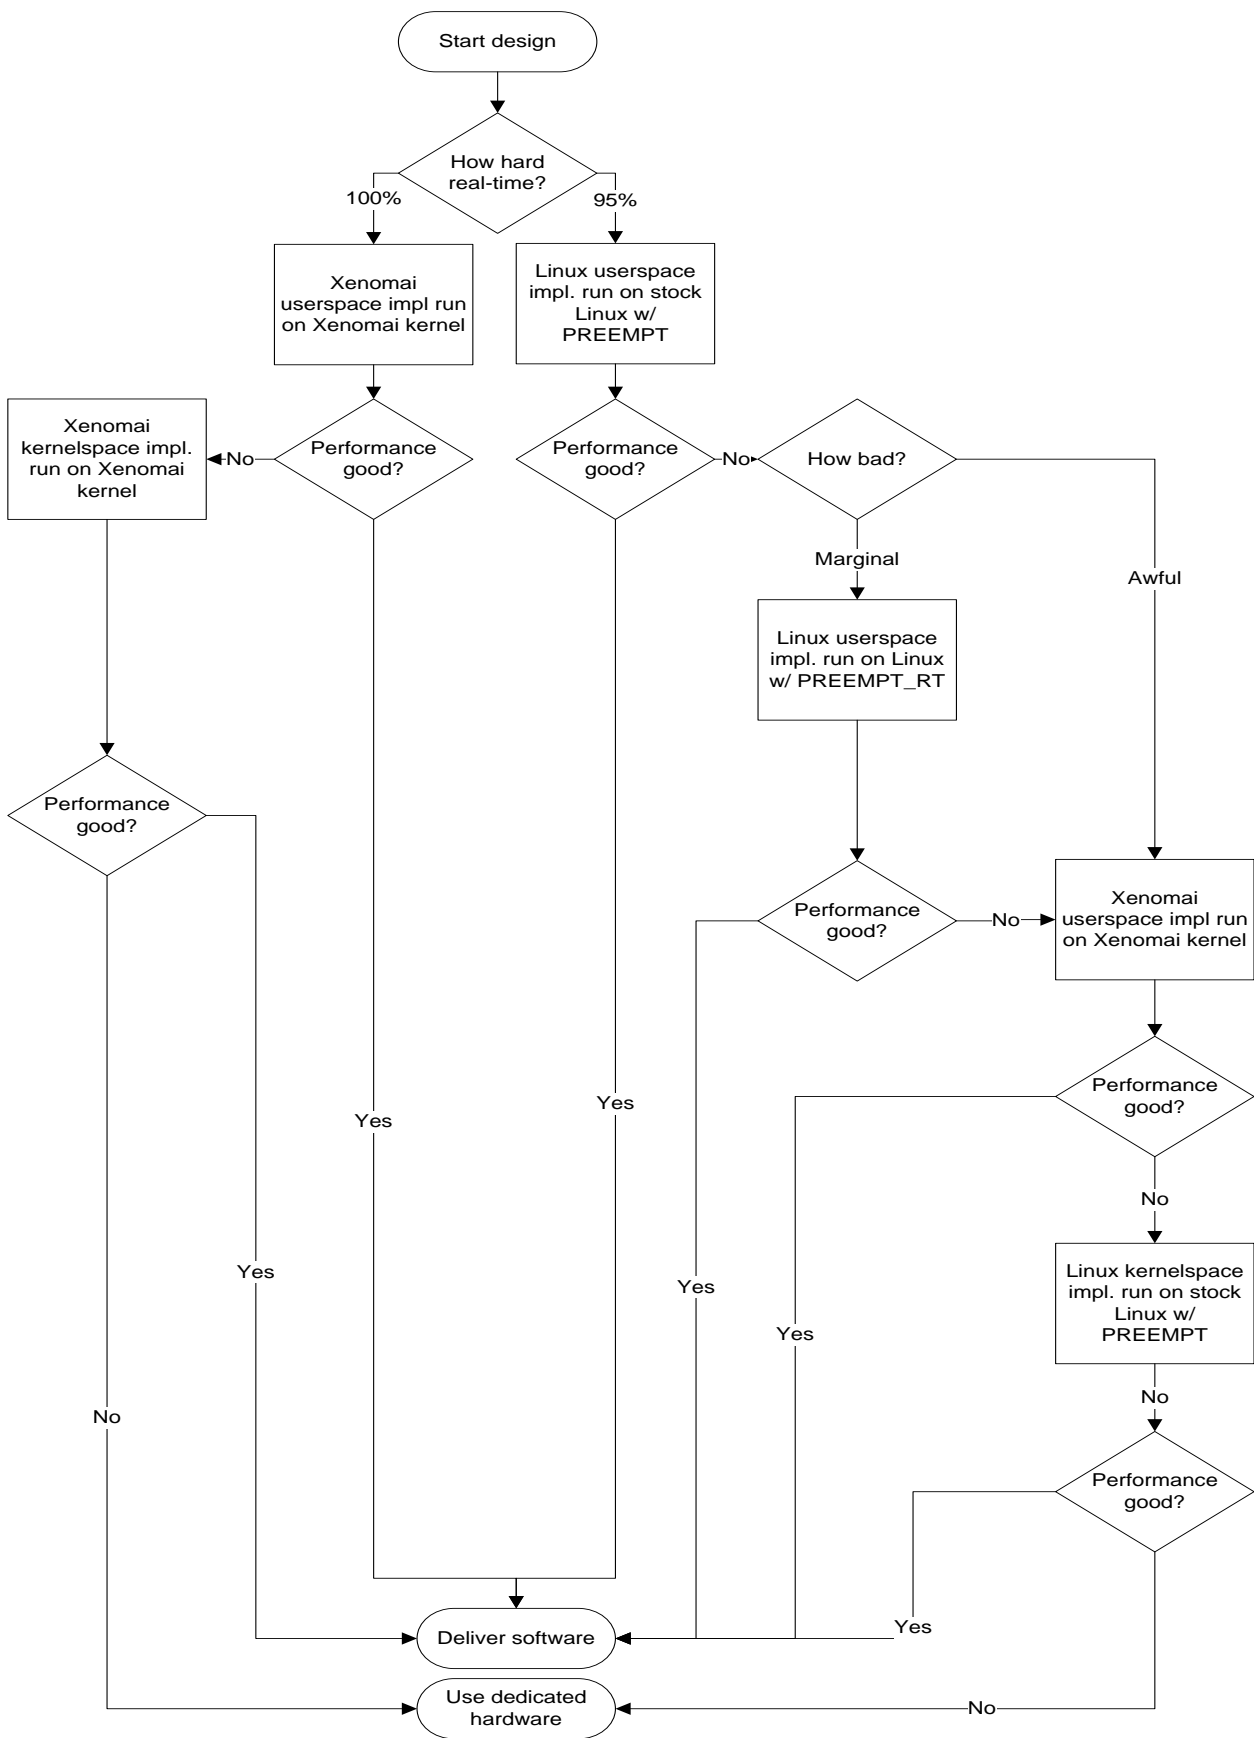 Start design
How hard
real-time?
100%
95%
Xenomai
userspace impl run
on Xenomai kernel
Linux userspace
impl. run on stock
Linux w/
PREEMPT
Xenomai
kernelspace impl.
run on Xenomai
kernel
No
Performance
good?
Performance
good?
No
How bad?
Marginal
Awful
Linux userspace
impl. run on Linux
w/ PREEMPT_RT
Performance
good?
Performance
good?
No
Xenomai
userspace impl run
on Xenomai kernel
Performance
good?
Yes
Yes
No
Yes
Yes
Linux kernelspace
impl. run on stock
Linux w/
PREEMPT
Yes
No
No
Performance
good?
Yes
Deliver software
Use dedicated
hardware
No